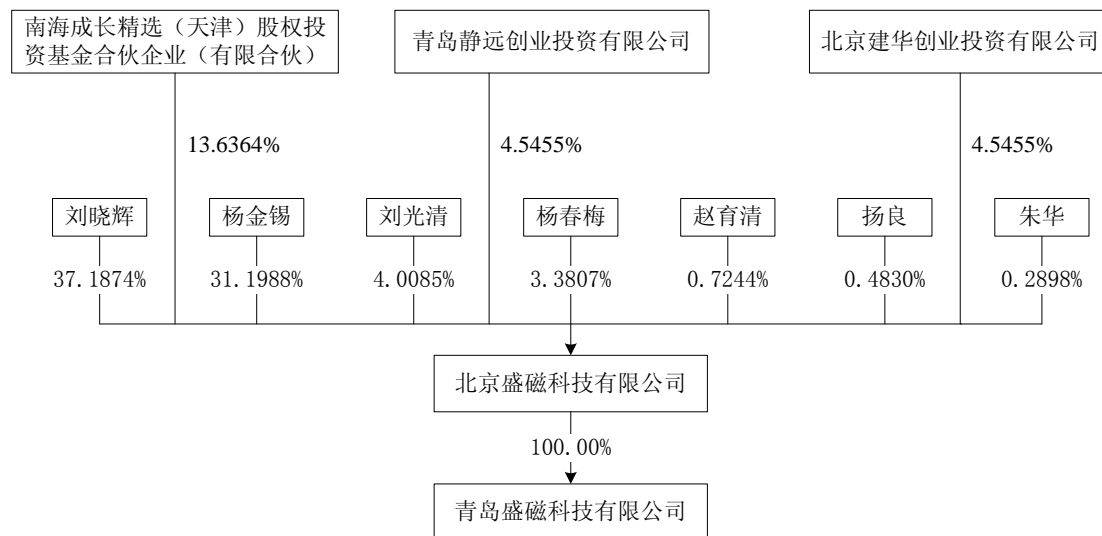 南海成长精选（天津）股权投
资基金合伙企业（有限合伙）
青岛静远创业投资有限公司
北京建华创业投资有限公司
13.6364%
4.5455%
4.5455%
刘晓辉
杨金锡
刘光清
杨春梅
赵育清
扬良
朱华
37.1874%
31.1988%
4.0085%
3.3807%
0.7244%
0.4830%
0.2898%
北京盛磁科技有限公司
100.00%
青岛盛磁科技有限公司